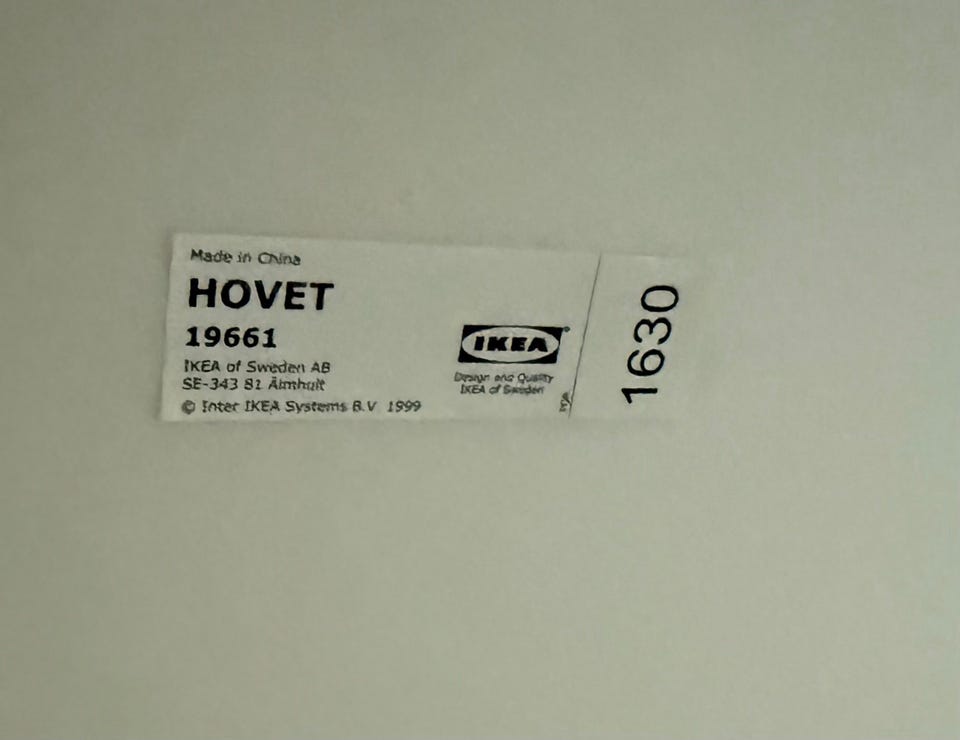 Made in China
HOVET
19661
IKEA of Sweden AB
SE-343 81 Älmhult
© Inter IKEA Systems B.V 1999
IKEA®
Design and Quality
IKEA of Sweden
1630